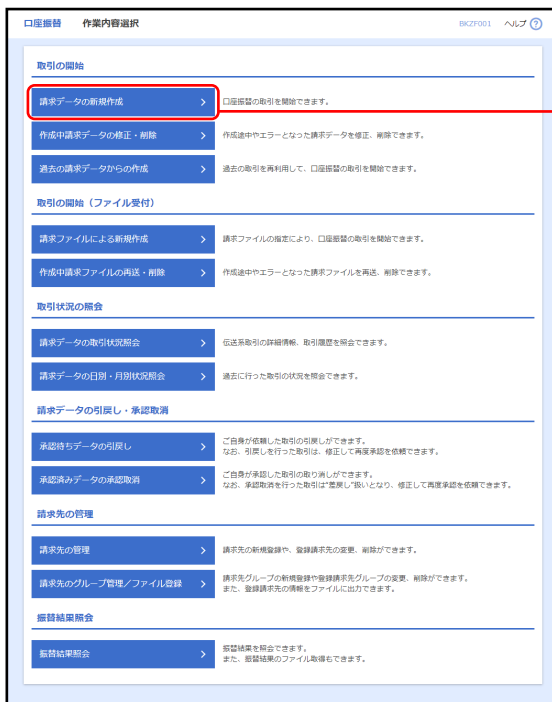 口座振替 作業内容選択 BKZF001 ヘルプ ?
取引の開始
請求データの新規作成 口座振替の取引を開始できます。
作成中請求データの修正・削除 作成途中やエラーとなった請求データを修正、削除できます。
過去の請求データからの作成 過去の取引を再利用して、口座振替の取引を開始できます。
取引の開始（ファイル受付）
請求ファイルによる新規作成 請求ファイルの指定により、口座振替の取引を開始できます。
作成中請求ファイルの再送・削除 作成途中やエラーとなった請求ファイルを再送、削除できます。
取引状況の照会
請求データの取引状況照会 伝送系取引の詳細情報、取引履歴を照会できます。
請求データの日別・月別状況照会 過去に行った取引の状況を照会できます。
請求データの引戻し・承認取消
承認待ちデータの引戻し ご自身が依頼した取引の引戻しができます。
なお、引戻しを行った取引は、修正して再度承認を依頼できます。
承認済みデータの承認取消 ご自身が承認した取引の取り消しができます。
なお、承認取消を行った取引は“差戻し”扱いとなり、修正して再度承認を依頼できます。
請求先の管理
請求先の管理 請求先の新規登録や、登録請求先の変更、削除ができます。
請求先のグループ管理／ファイル登録 請求先グループの新規登録や登録請求先グループの変更、削除ができます。
また、登録請求先の情報をファイルに出力できます。
振替結果照会
振替結果照会 振替結果を照会できます。
また、振替結果のファイル取得もできます。